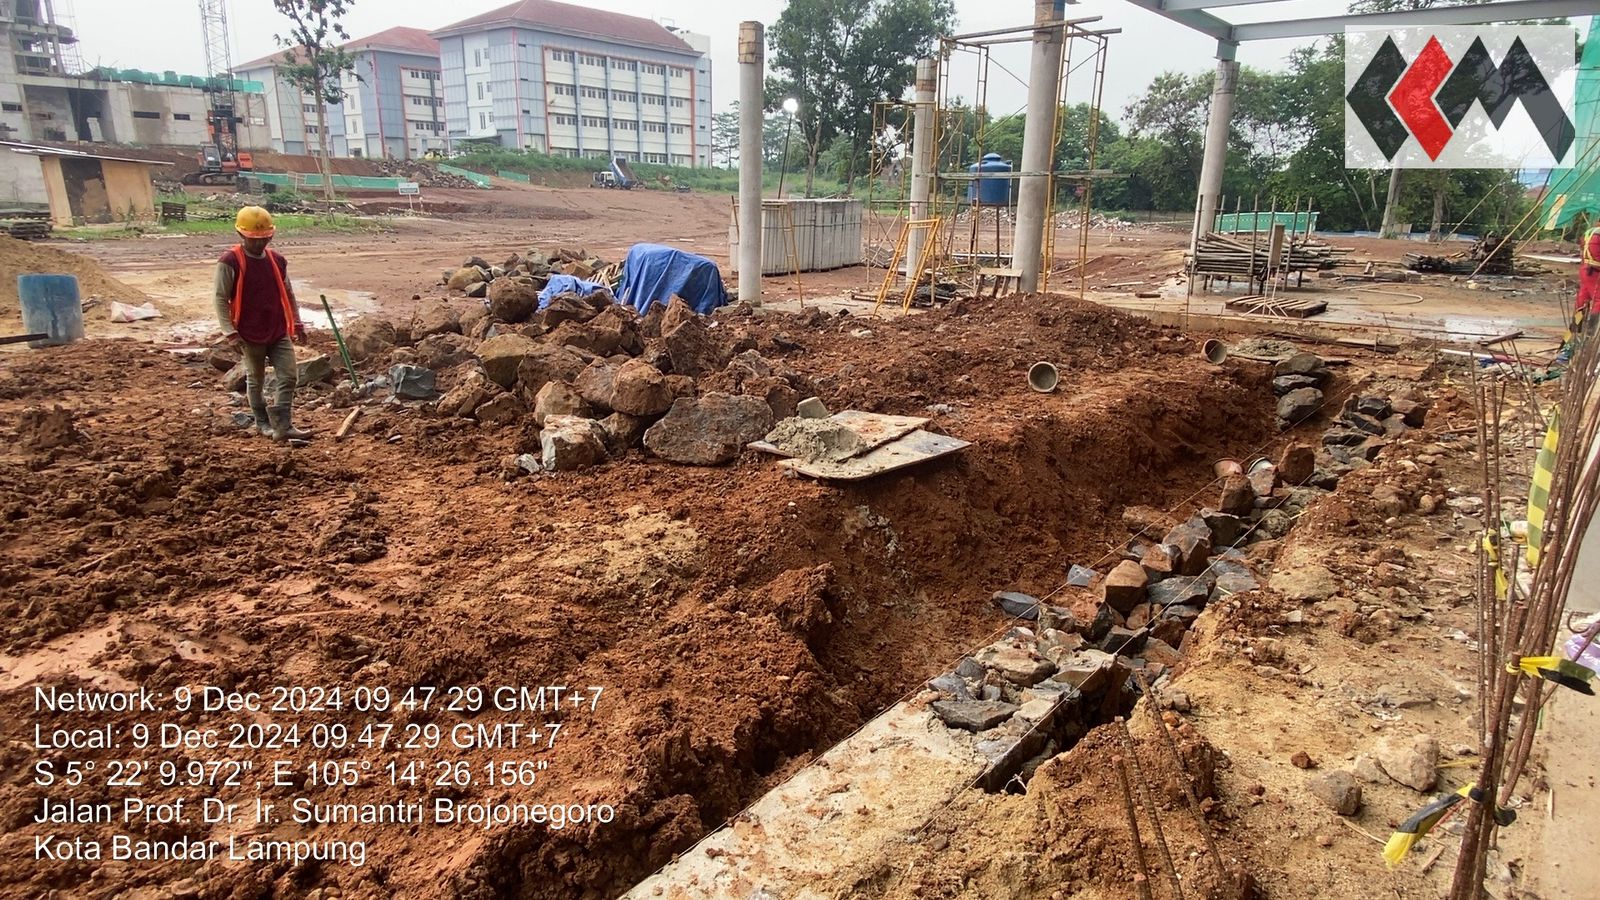 Network: 9 Dec 2024 09.47.29 GMT+7
Local: 9 Dec 2024 09.47.29 GMT+7
S 5° 22' 9.972", E 105° 14' 26.156"
Jalan Prof. Dr. Ir. Sumantri Brojonegoro
Kota Bandar Lampung